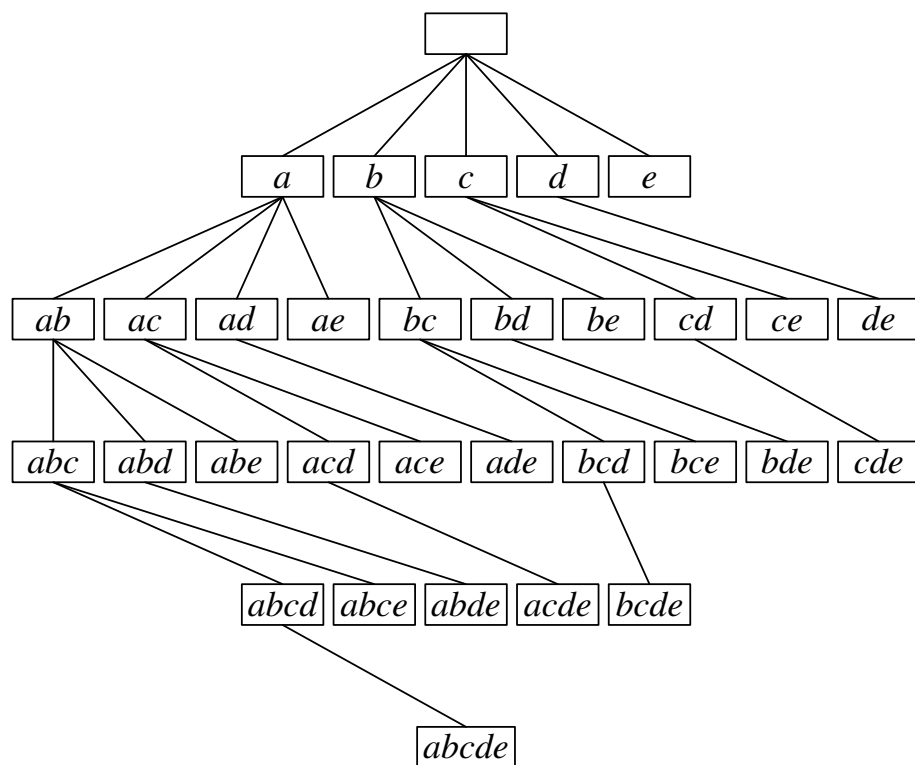 a b c d e
ab ac ad ae bc bd be cd ce de
abc abd abe acd ace ade bcd bce bde cde
abcd abce abde acde bcde
abcde